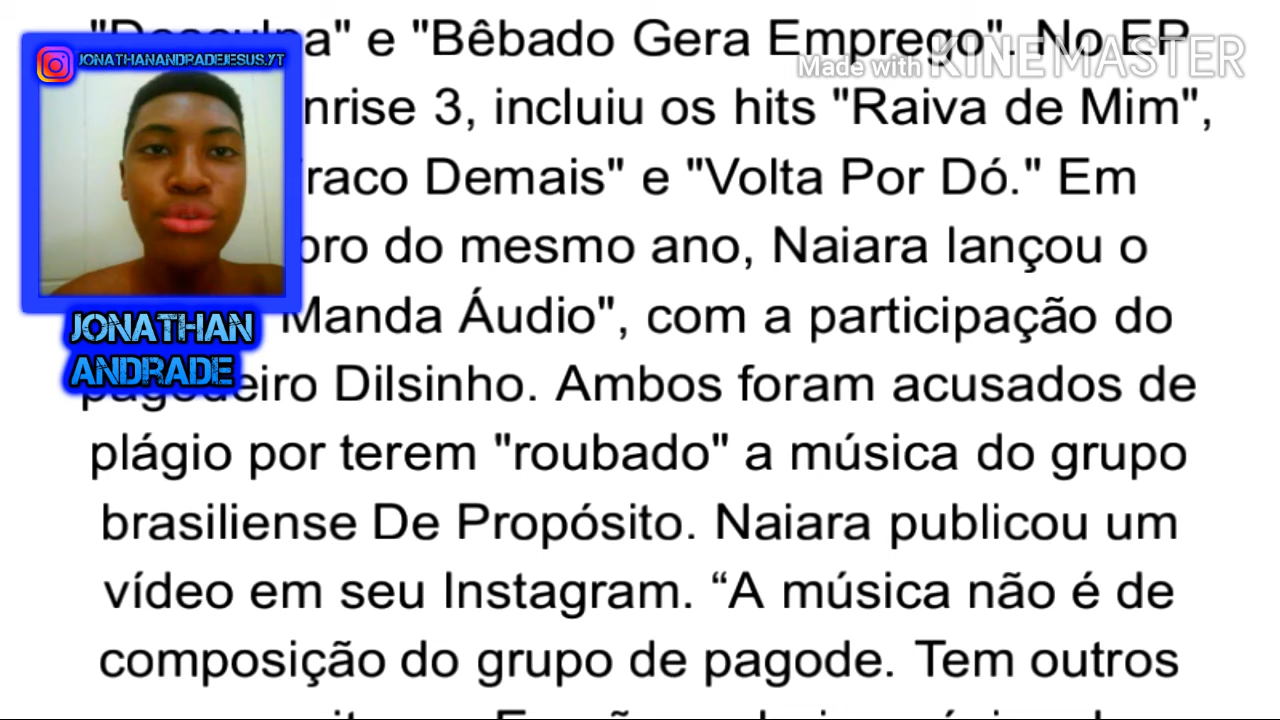 "Desculpa" e "Bêbado Gera Emprego". No EP
Made with KINEMASTER
JONATHANANDRADEJESUS.YT
nrise 3, incluiu os hits "Raiva de Mim",
raco Demais" e "Volta Por Dó." Em
bro do mesmo ano, Naiara lançou o
Manda Áudio", com a participação do
JONATHAN
ANDRADE
pagodeiro Dilsinho. Ambos foram acusados de
plágio por terem "roubado" a música do grupo
brasiliense De Propósito. Naiara publicou um
vídeo em seu Instagram. “A música não é de
composição do grupo de pagode. Tem outros